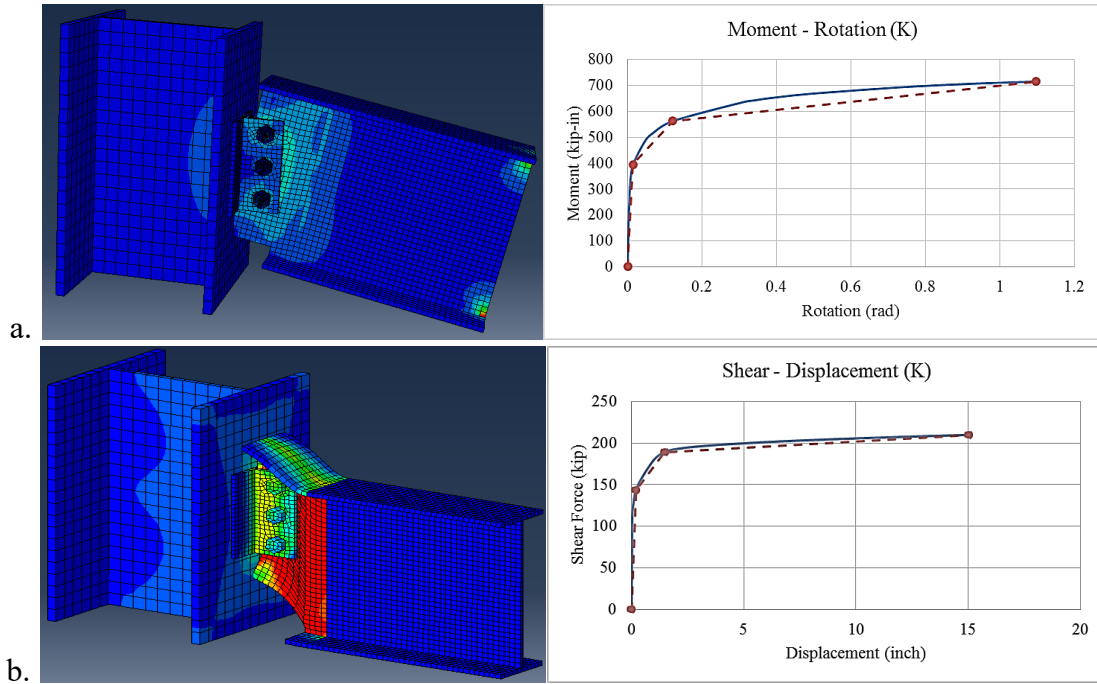 a.
Moment - Rotation (K)
Moment (kip-in)
800
700
600
500
400
300
200
100
0
0 0.2 0.4 0.6 0.8 1 1.2
Rotation (rad)
b.
Shear - Displacement (K)
Shear Force (kip)
250
200
150
100
50
0
0 5 10 15 20
Displacement (inch)